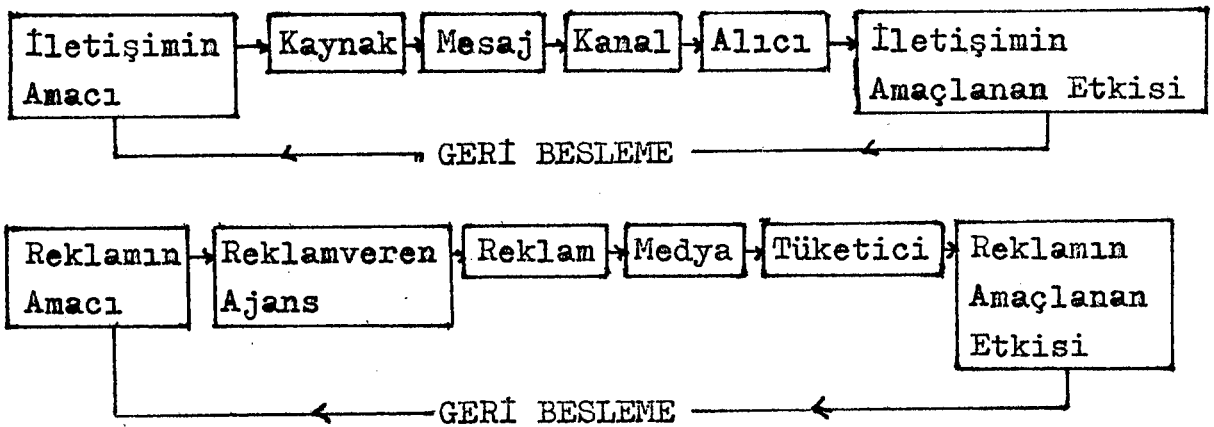 İletişimin Amacı
Kaynak
Mesaj
Kanal
Alıcı
İletişimin
Amaçlanan Etkisi
GERİ BESLEME
Reklamın
Amacı
Reklamveren
Ajans
Reklam
Medya
Tüketici
Reklamın
Amaçlanan
Etkisi
GERİ BESLEME